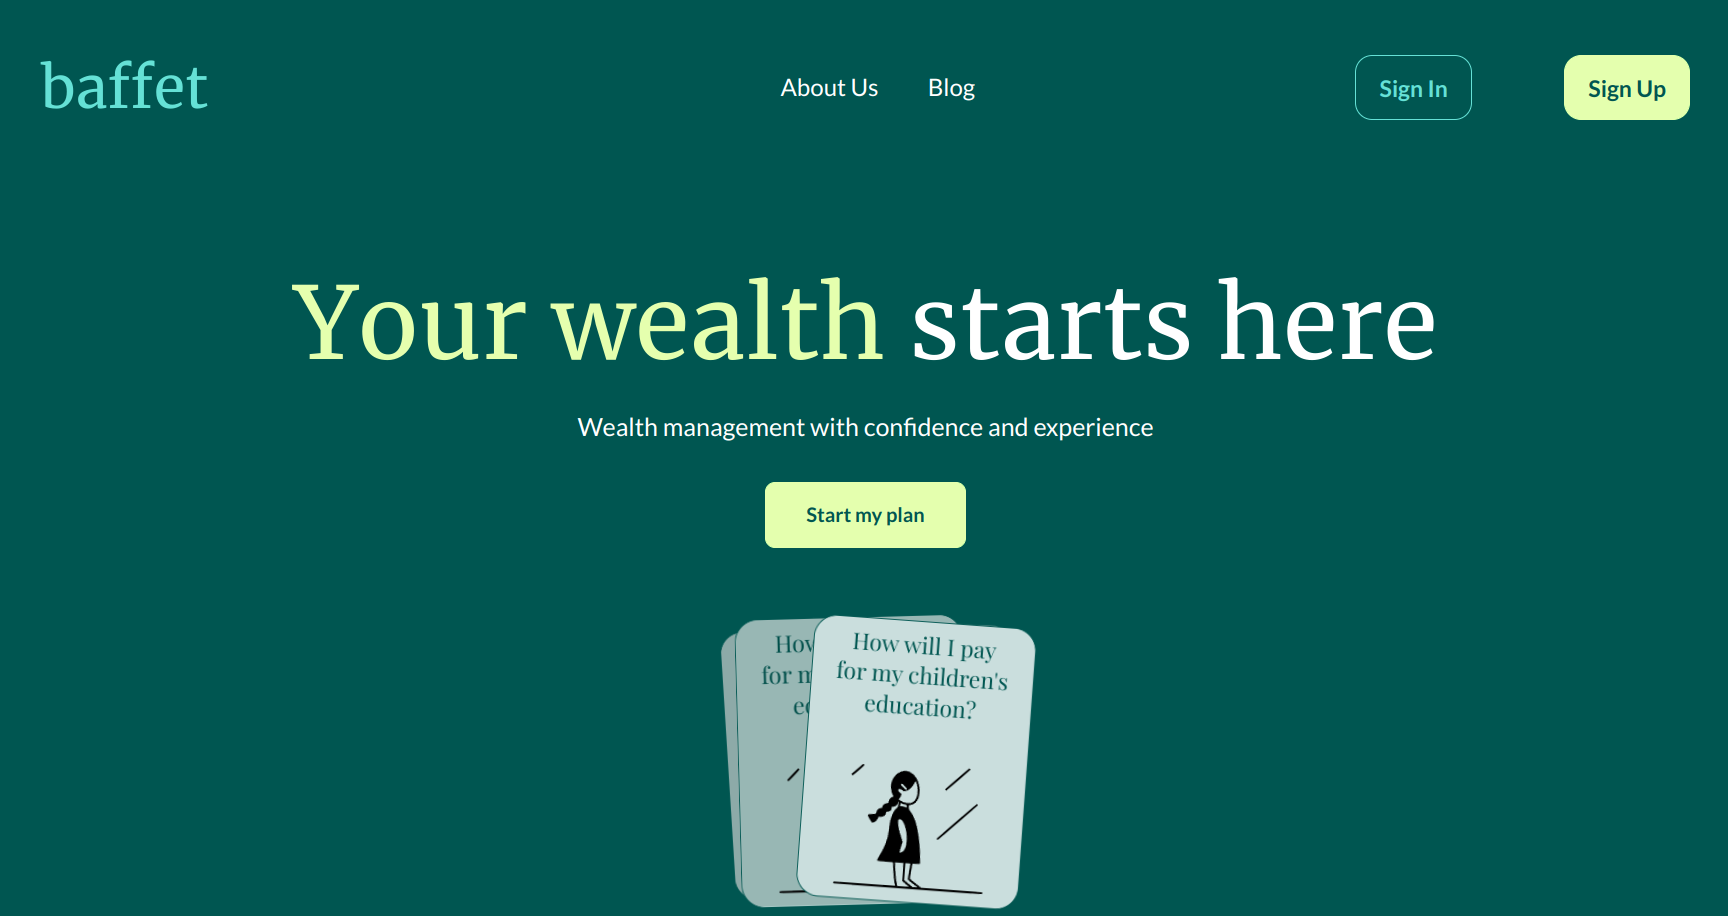 baffet
About Us
Blog
Sign In
Sign Up
Your wealth starts here
Wealth management with confidence and experience
Start my plan
How will I pay
for my children's
education?
for